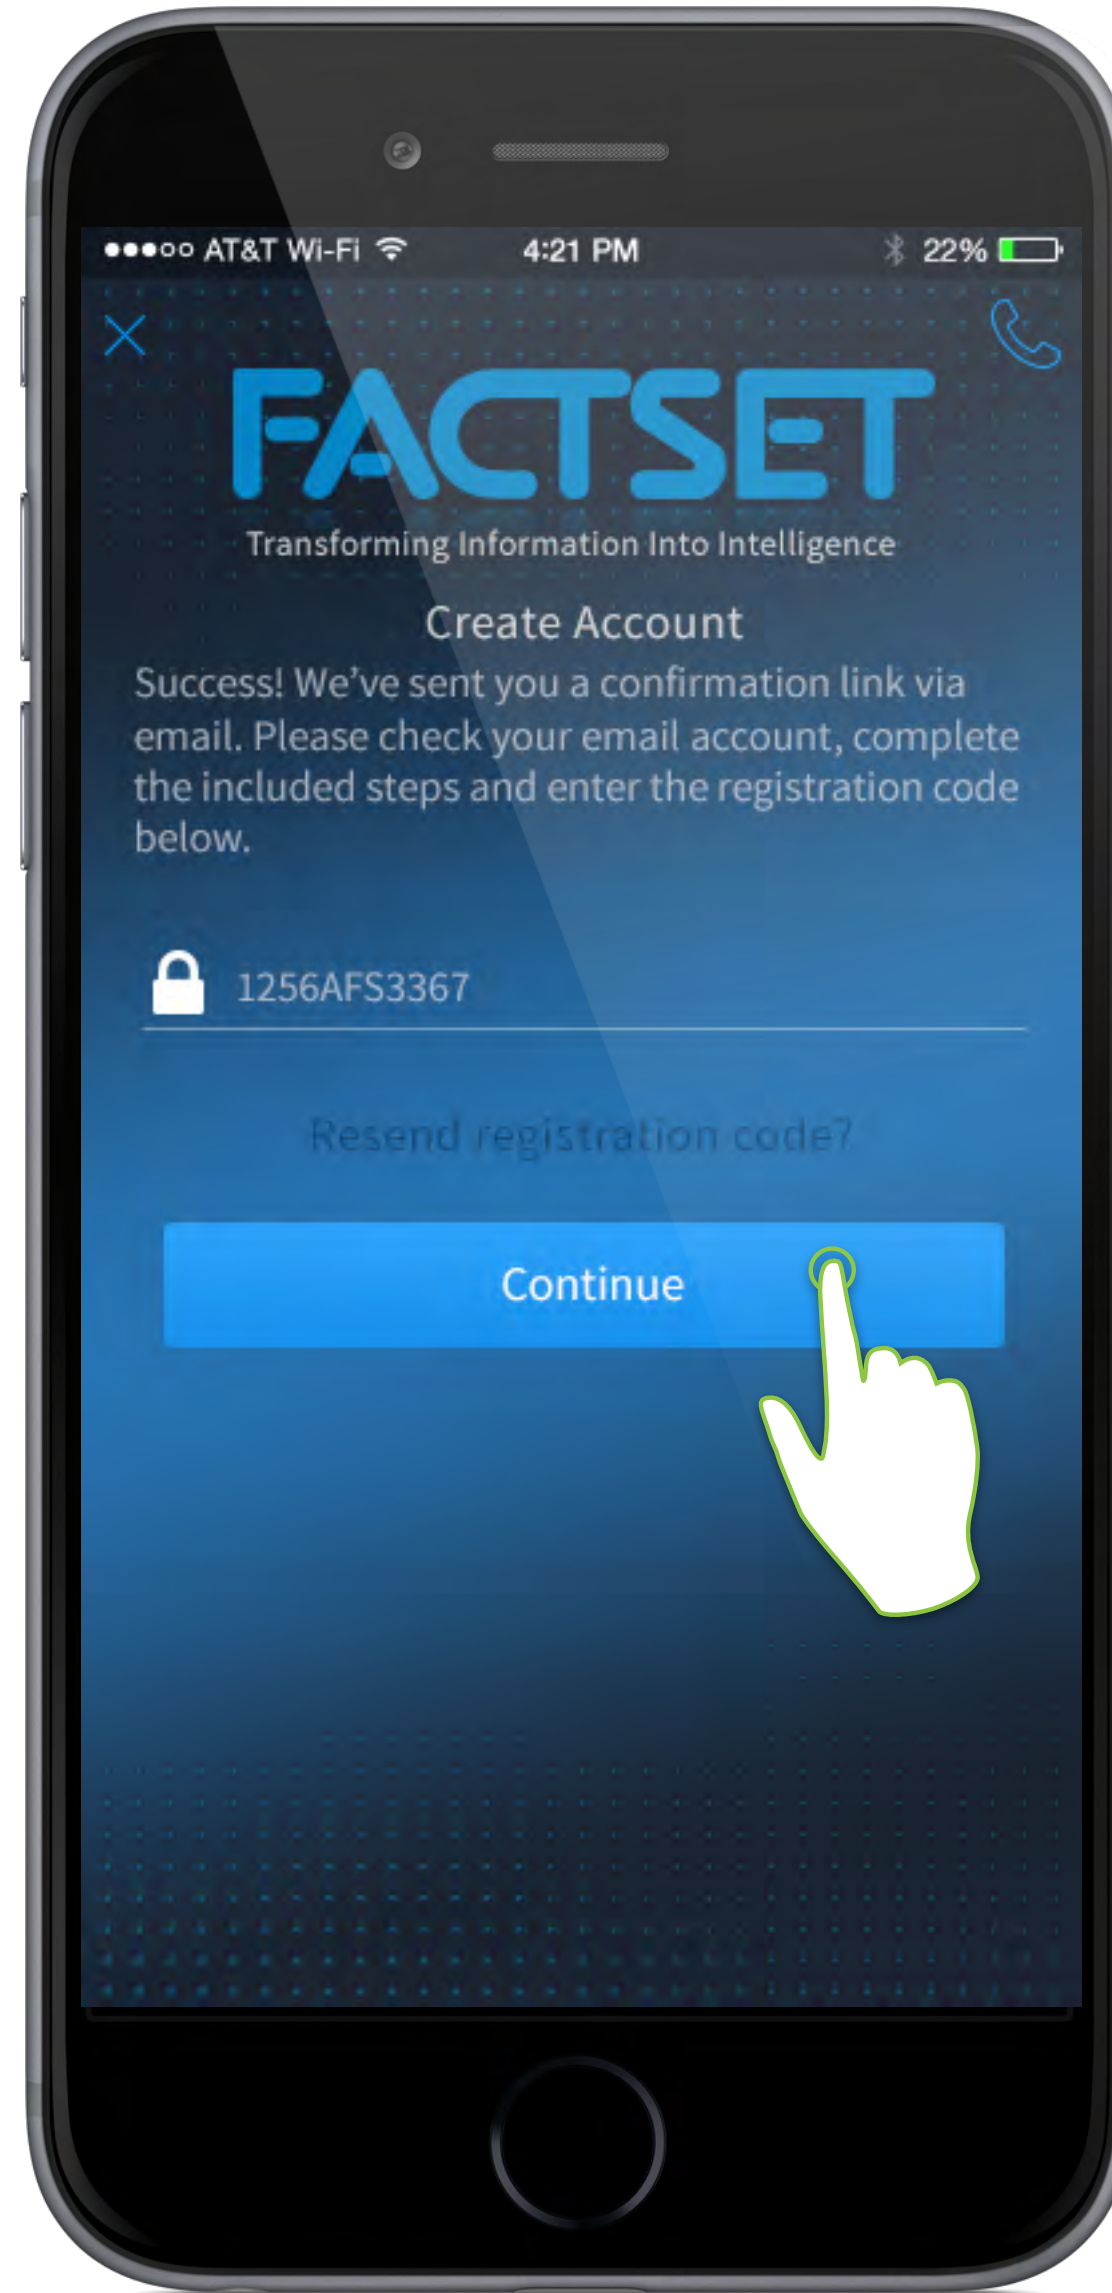 AT&T Wi-Fi 4:21 PM 22%
FACTSET
Transforming Information Into Intelligence
Create Account
Success! We’ve sent you a confirmation link via
email. Please check your email account, complete
the included steps and enter the registration code
below.
1256AFS3367
Resend registration code?
Continue